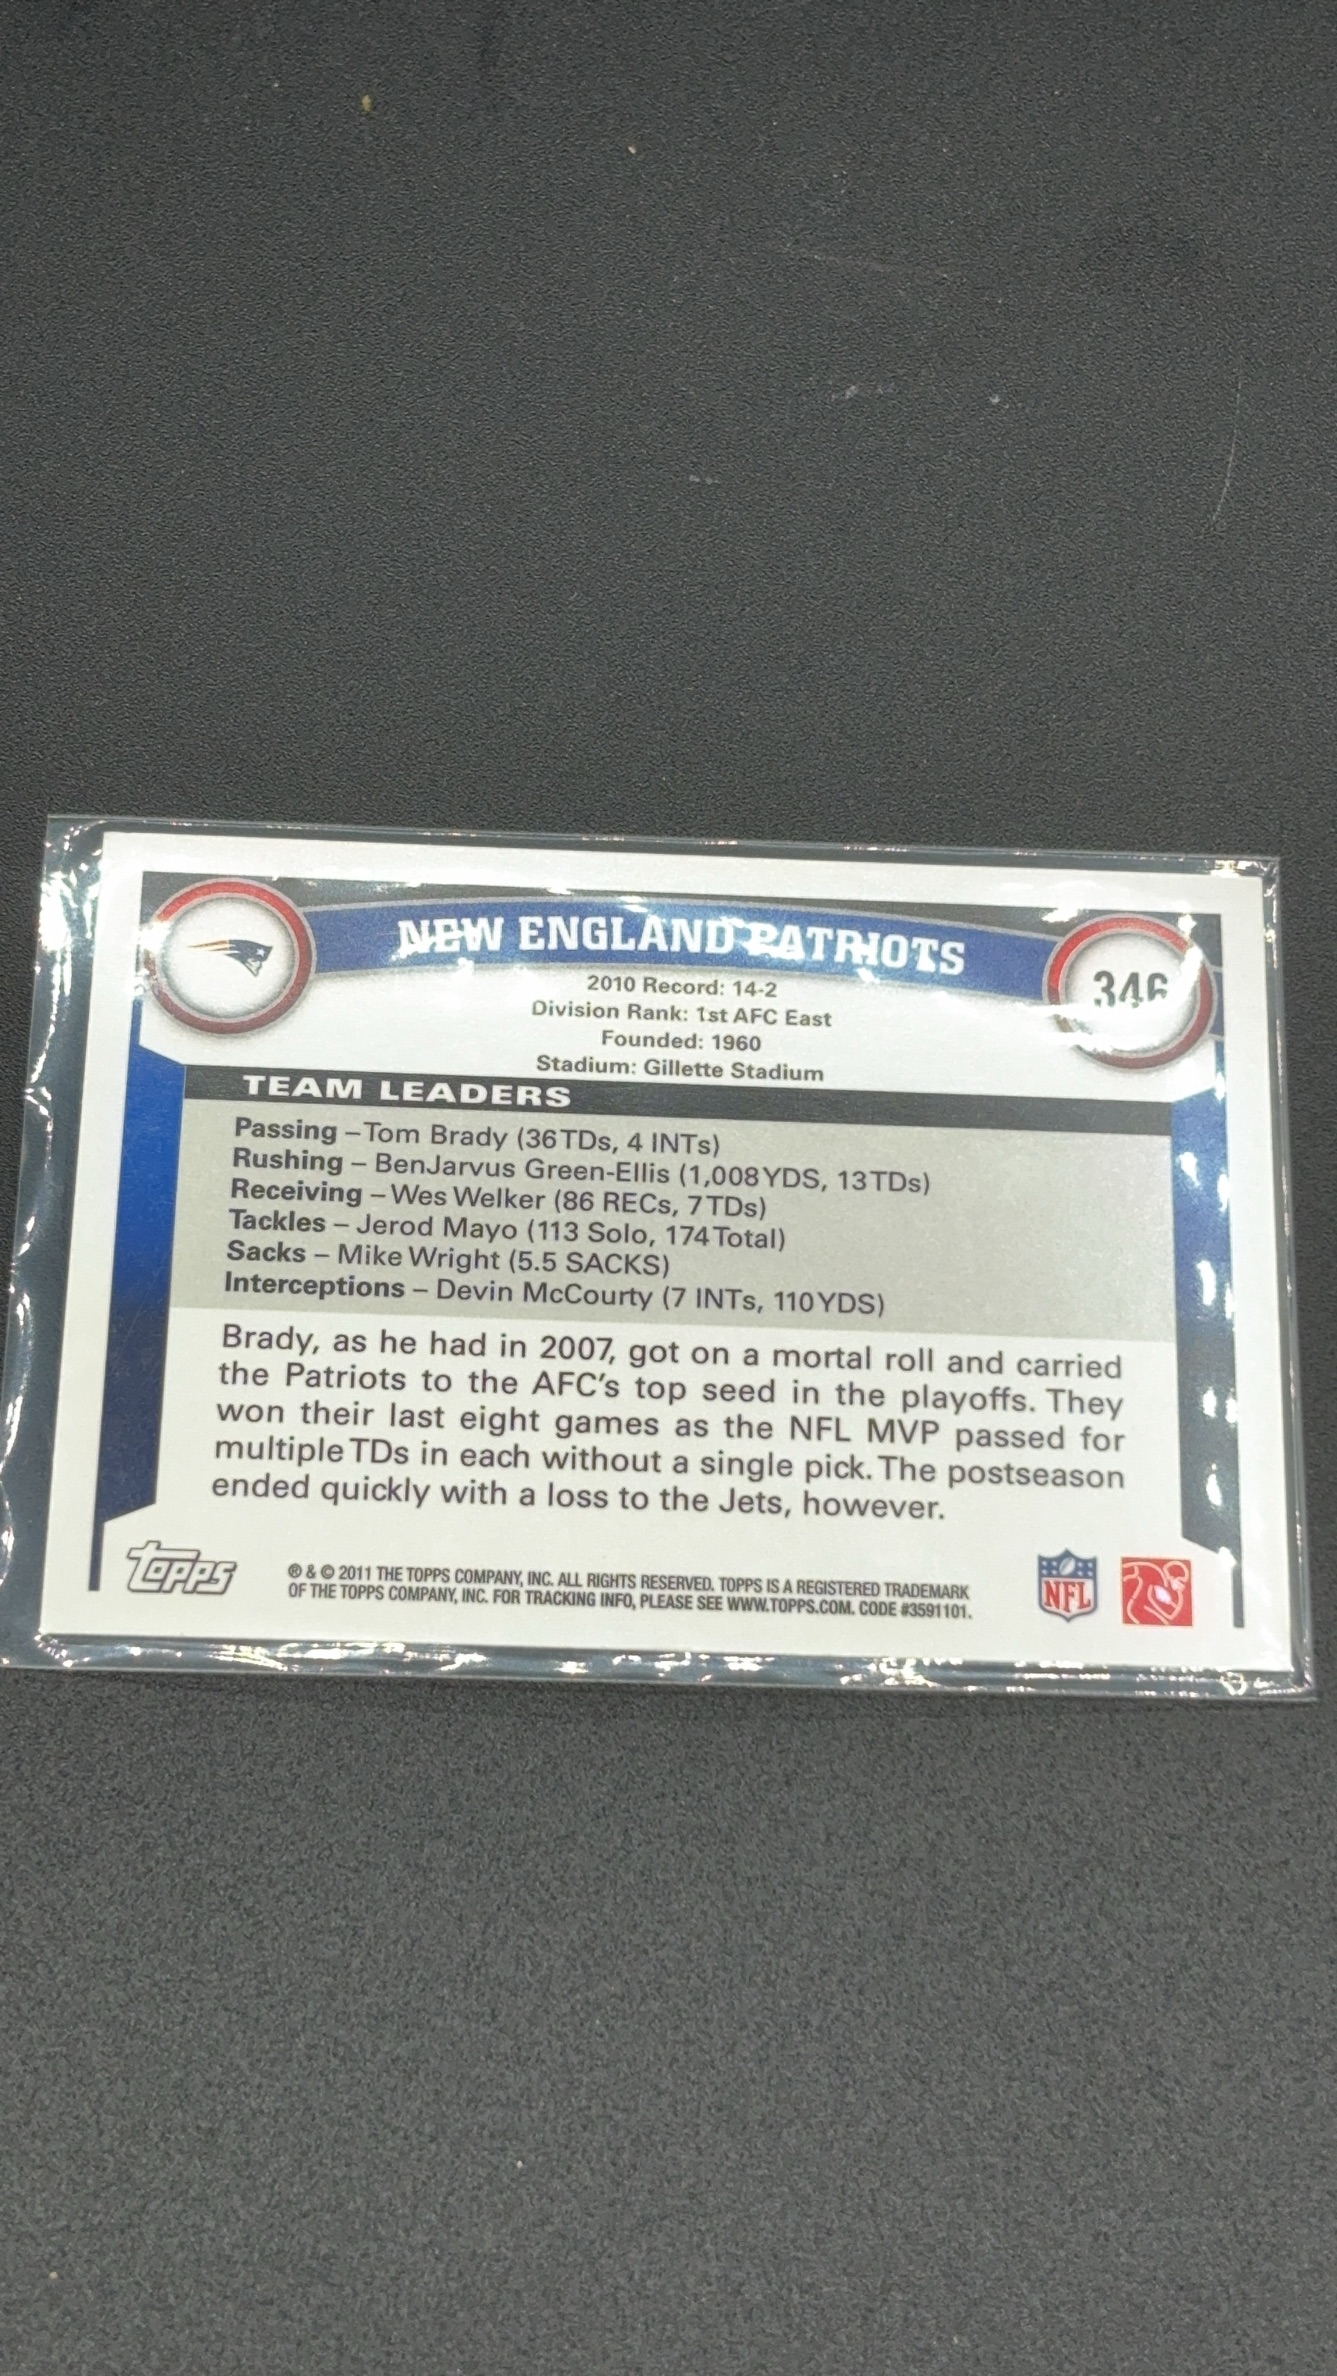 NEW ENGLAND PATRIOTS
346
2010 Record: 14-2
Division Rank: 1st AFC East
Founded: 1960
Stadium: Gillette Stadium
TEAM LEADERS
Passing – Tom Brady (36 TDs, 4 INTs)
Rushing – BenJarvus Green-Ellis (1,008 YDS, 13 TDs)
Receiving – Wes Welker (86 RECs, 7 TDs)
Tackles – Jerod Mayo (113 Solo, 174 Total)
Sacks – Mike Wright (5.5 SACKS)
Interceptions – Devin McCourty (7 INTs, 110 YDS)
Brady, as he had in 2007, got on a mortal roll and carried
the Patriots to the AFC's top seed in the playoffs. They
won their last eight games as the NFL MVP passed for
multiple TDs in each without a single pick. The postseason
ended quickly with a loss to the Jets, however.
Topps
® & © 2011 THE TOPPS COMPANY, INC. ALL RIGHTS RESERVED. TOPPS IS A REGISTERED TRADEMARK
OF THE TOPPS COMPANY, INC. FOR TRACKING INFO, PLEASE SEE WWW.TOPPS.COM. CODE #3591101.
NFL